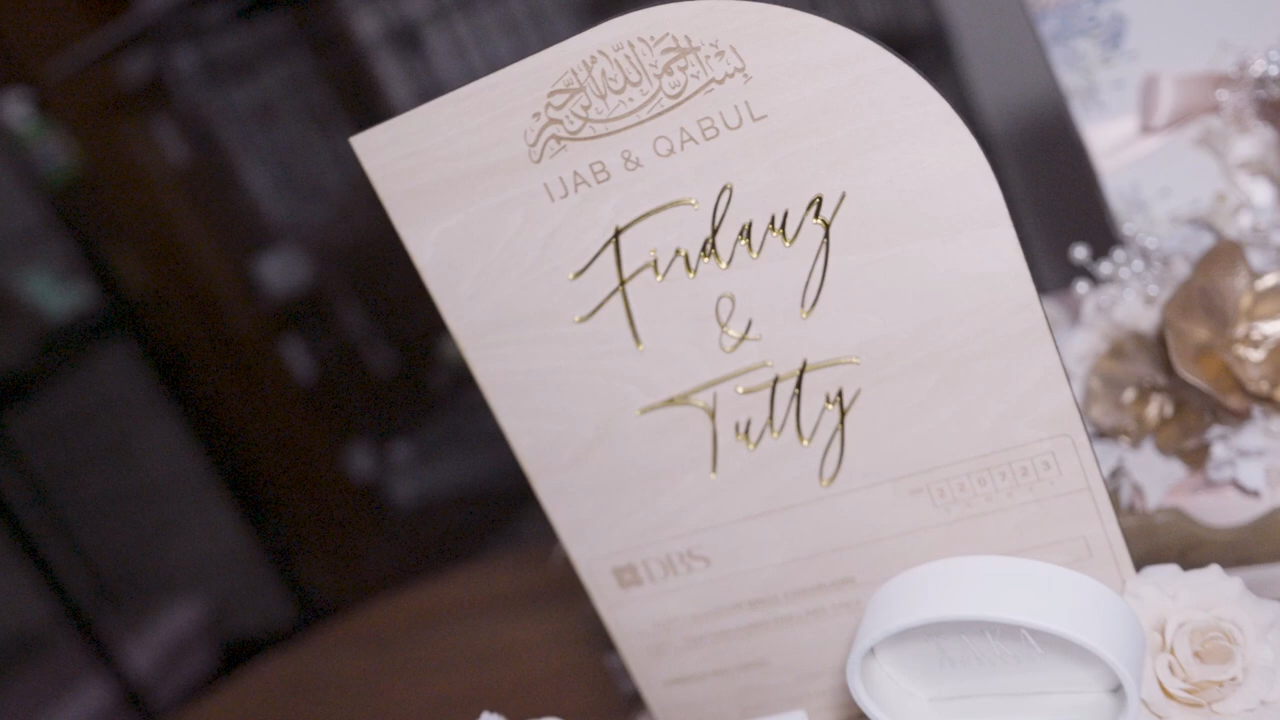 بسم الله الرحمن الرحيم
IJAB & QABUL
Firdauz
&
Tutty
220723
DBS